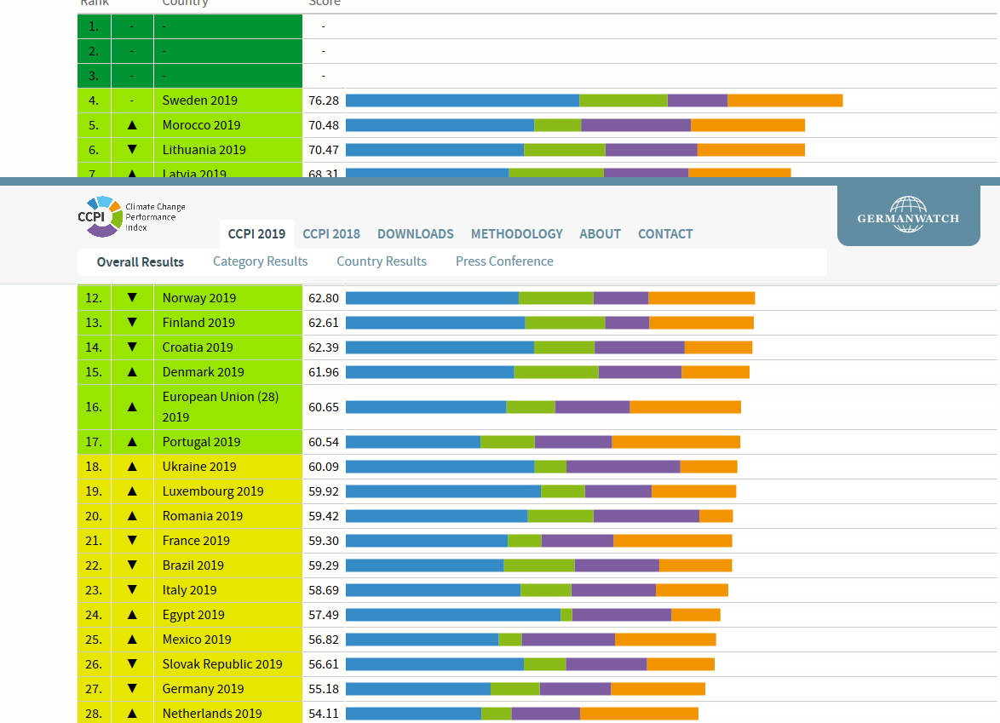 Rank Country Score
1. - - -
2. - - -
3. - - -
4. - Sweden 2019 76.28
5. ▲ Morocco 2019 70.48
6. ▼ Lithuania 2019 70.47
7. ▲ Latvia 2019 68.31
CCPI Climate Change
Performance
Index
GERMANWATCH
CCPI 2019 CCPI 2018 DOWNLOADS METHODOLOGY ABOUT CONTACT
Overall Results Category Results Country Results Press Conference
12. ▼ Norway 2019 62.80
13. ▼ Finland 2019 62.61
14. ▼ Croatia 2019 62.39
15. ▲ Denmark 2019 61.96
16. ▲ European Union (28)
2019 60.65
17. ▲ Portugal 2019 60.54
18. ▲ Ukraine 2019 60.09
19. ▲ Luxembourg 2019 59.92
20. ▲ Romania 2019 59.42
21. ▼ France 2019 59.30
22. ▼ Brazil 2019 59.29
23. ▼ Italy 2019 58.69
24. ▲ Egypt 2019 57.49
25. ▲ Mexico 2019 56.82
26. ▼ Slovak Republic 2019 56.61
27. ▼ Germany 2019 55.18
28. ▲ Netherlands 2019 54.11